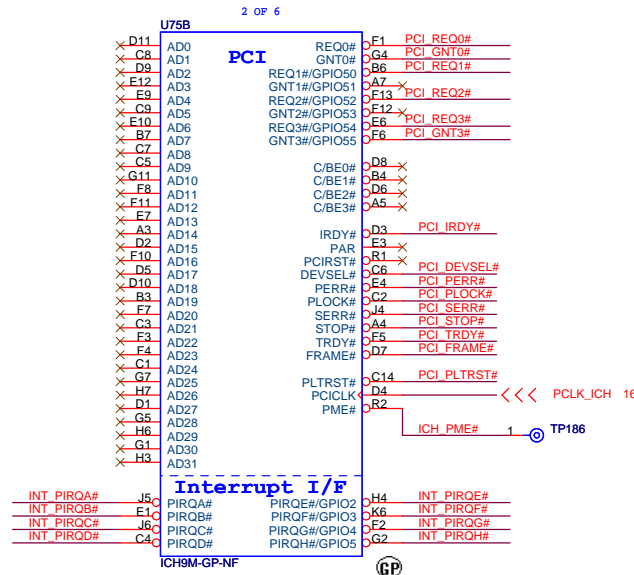 2 OF 6
U75B
PCI
D11 AD0 REQ0# F1 PCI_REQ0#
C8 AD1 GNT0# G4 PCI_GNT0#
D9 AD2 REQ1#/GPIO50 B6 PCI_REQ1#
E12 AD3 GNT1#/GPIO51 A7
E9 AD4 REQ2#/GPIO52 F13 PCI_REQ2#
C9 AD5 GNT2#/GPIO53 F12
E10 AD6 REQ3#/GPIO54 E6 PCI_REQ3#
B7 AD7 GNT3#/GPIO55 F6 PCI_GNT3#
C7 AD8
C5 AD9 C/BE0# D8
G11 AD10 C/BE1# B4
F8 AD11 C/BE2# D6
F11 AD12 C/BE3# A5
E7 AD13
A3 AD14 IRDY# D3 PCI_IRDY#
D2 AD15 PAR E3
F10 AD16 PCIRST# R1
D5 AD17 DEVSEL# C6 PCI_DEVSEL#
D10 AD18 PERR# E4 PCI_PERR#
B3 AD19 PLOCK# C2 PCI_PLOCK#
F7 AD20 SERR# J4 PCI_SERR#
C3 AD21 STOP# A4 PCI_STOP#
F3 AD22 TRDY# F5 PCI_TRDY#
F4 AD23 FRAME# D7 PCI_FRAME#
C1 AD24
G7 AD25 PLTRST# C14 PCI_PLTRST#
H7 AD26 PCICLK D4 PCLK_ICH 16
D1 AD27 PME# R2
G5 AD28
H6 AD29 ICH_PME# 1 TP186
G1 AD30
H3 AD31
Interrupt I/F
INT_PIRQA# J5 PIRQA# PIRQE#/GPIO2 H4 INT_PIRQE#
INT_PIRQB# E1 PIRQB# PIRQF#/GPIO3 K6 INT_PIRQF#
INT_PIRQC# J6 PIRQC# PIRQG#/GPIO4 F2 INT_PIRQG#
INT_PIRQD# C4 PIRQD# PIRQH#/GPIO5 G2 INT_PIRQH#
ICH9M-GP-NF
GP